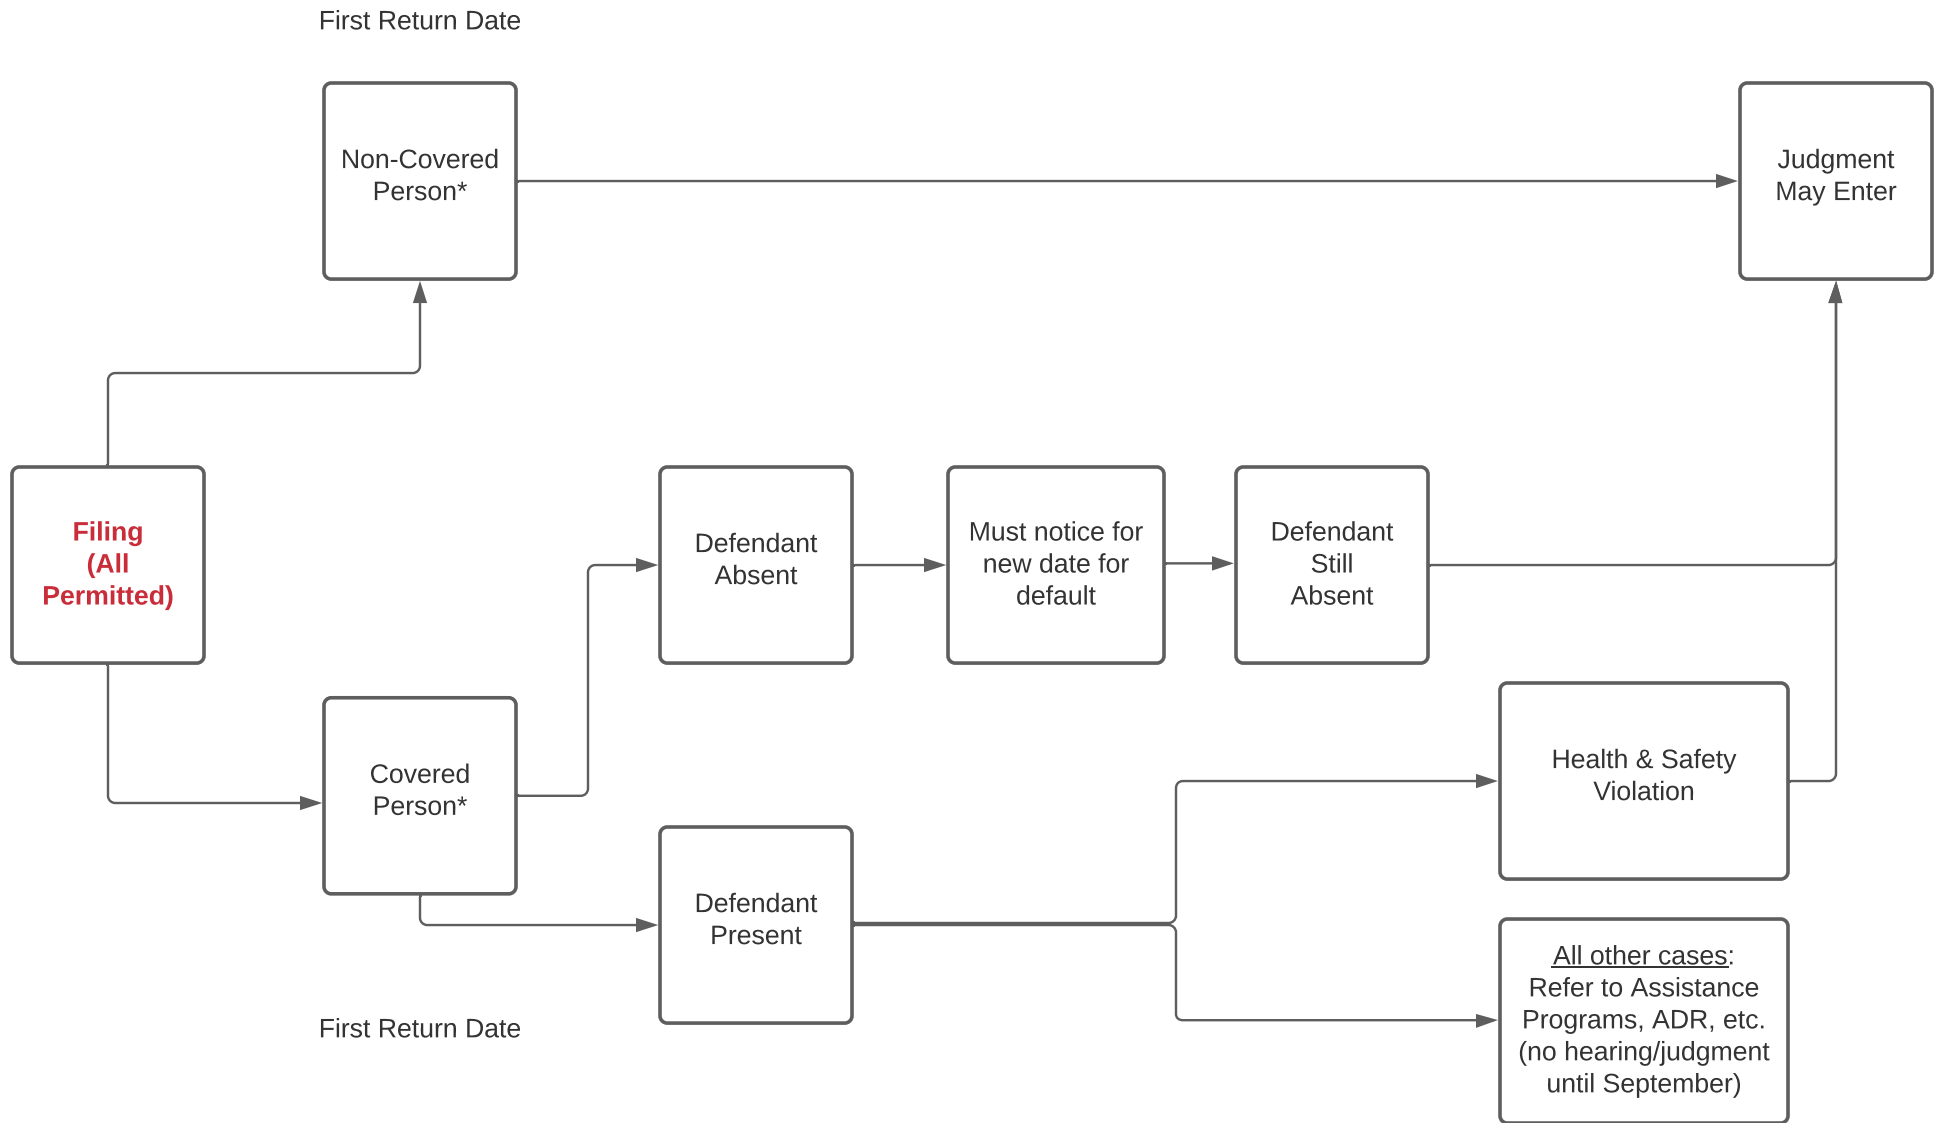 First Return Date
Non-Covered
Person*
Judgment
May Enter
Filing
(All
Permitted)
Defendant
Absent
Must notice for
new date for
default
Defendant
Still
Absent
Covered
Person*
Health & Safety
Violation
Defendant
Present
All other cases:
Refer to Assistance
Programs, ADR, etc.
(no hearing/judgment
until September)
First Return Date